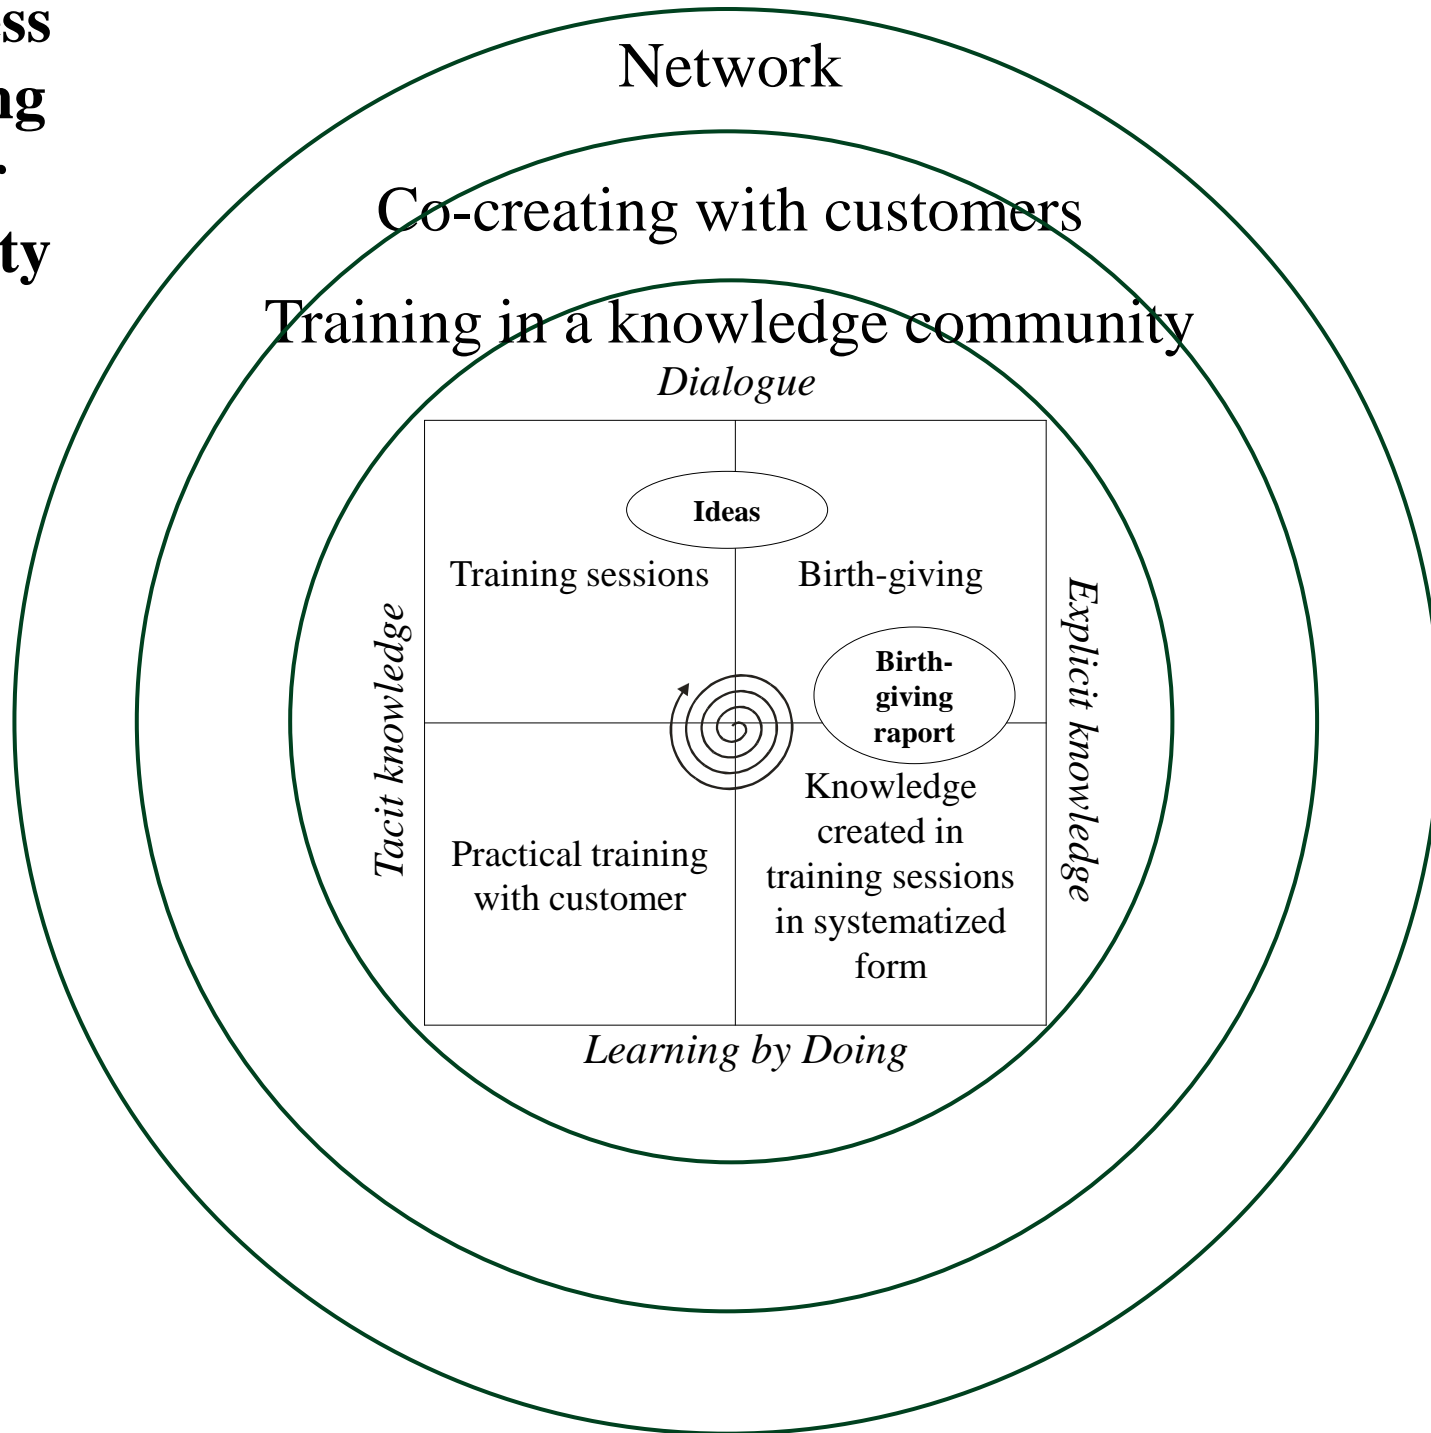 ss
ng
ty
Network
Co-creating with customers
Training in a knowledge community
Dialogue
Ideas
Training sessions
Birth-giving
Tacit knowledge
Explicit knowledge
Birth-
giving
raport
Practical training
with customer
Knowledge
created in
training sessions
in systematized
form
Learning by Doing